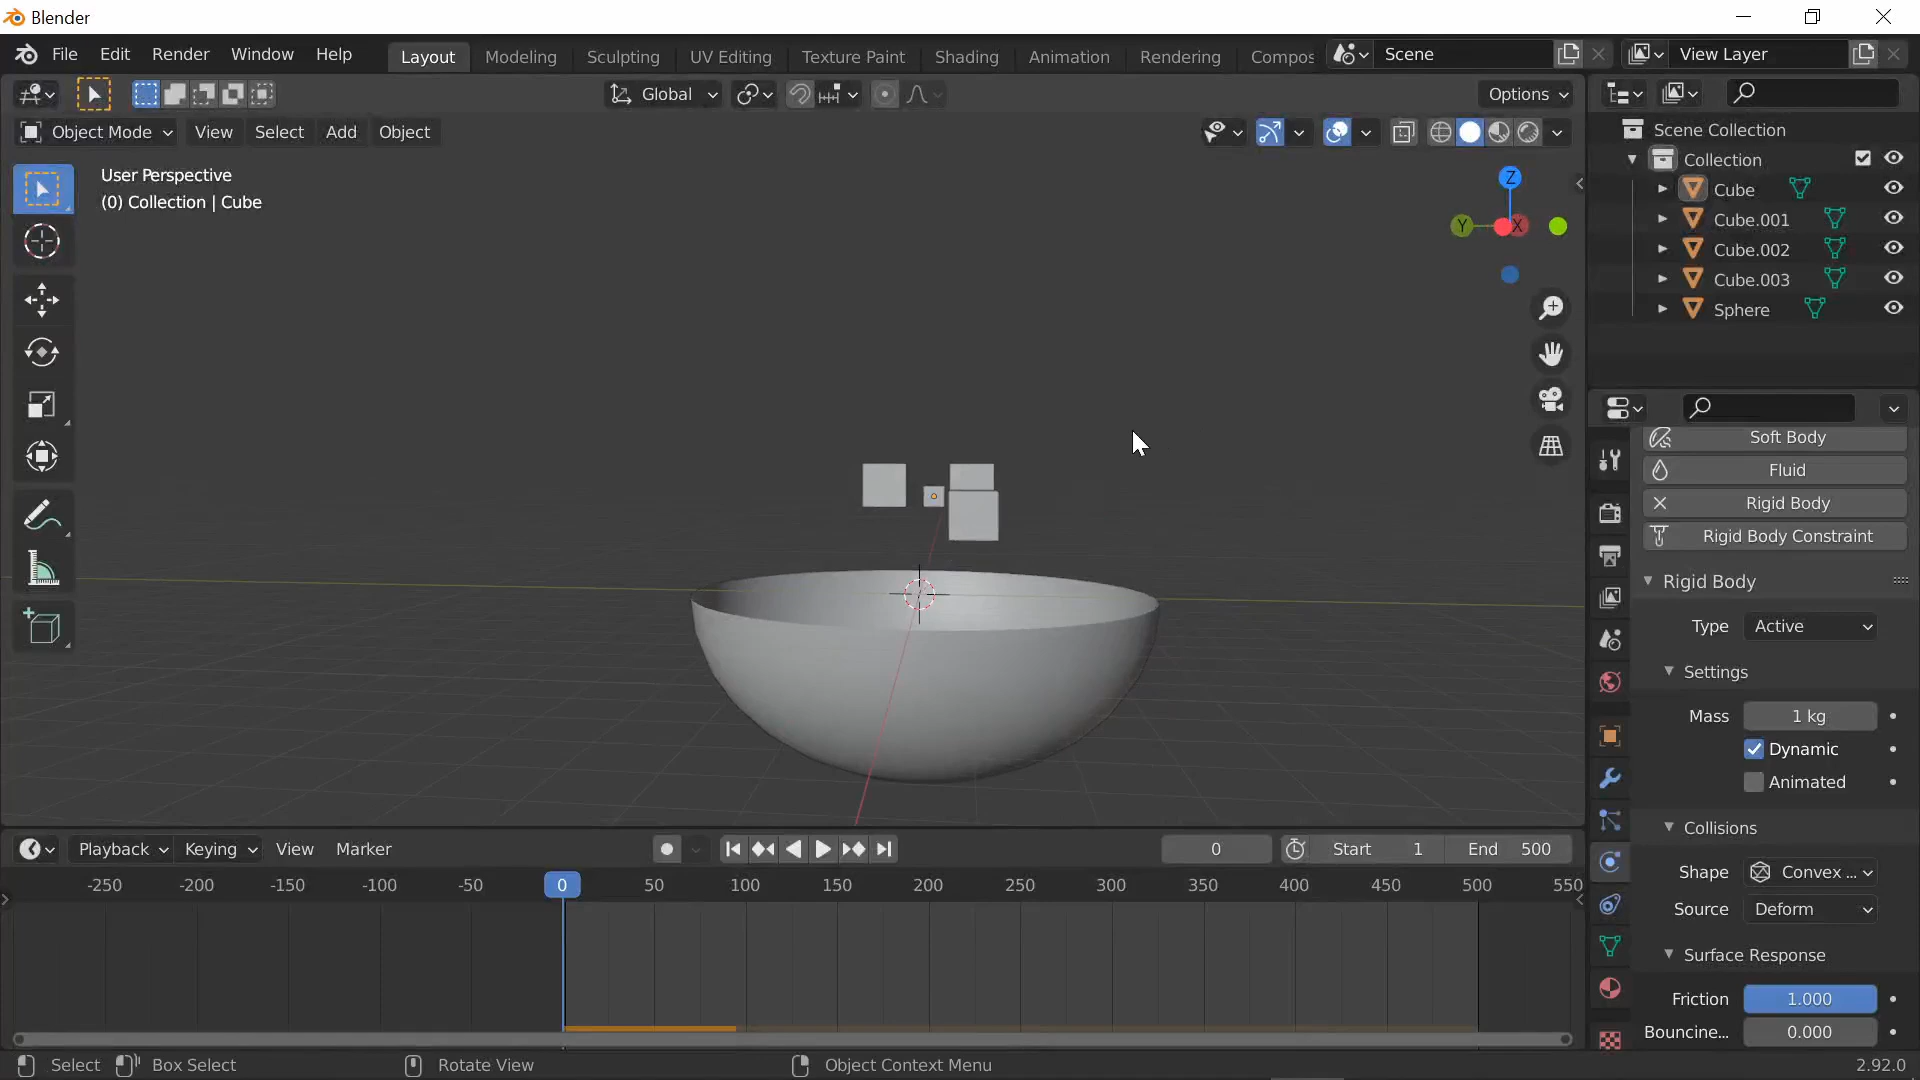 Blender
File Edit Render Window Help Layout Modeling Sculpting UV Editing Texture Paint Shading Animation Rendering Compos Scene View Layer
Global Options
Object Mode View Select Add Object
User Perspective
(0) Collection | Cube
Z
Y X
Scene Collection
Collection
Cube
Cube.001
Cube.002
Cube.003
Sphere
Soft Body
Fluid
Rigid Body
Rigid Body Constraint
Rigid Body
Type Active
Settings
Mass 1 kg
Dynamic
Animated
Collisions
Shape Convex ...
Source Deform
Surface Response
Friction 1.000
Bouncine... 0.000
Playback Keying View Marker 0 Start 1 End 500
-250 -200 -150 -100 -50 0 50 100 150 200 250 300 350 400 450 500 550
Select Box Select Rotate View Object Context Menu 2.92.0